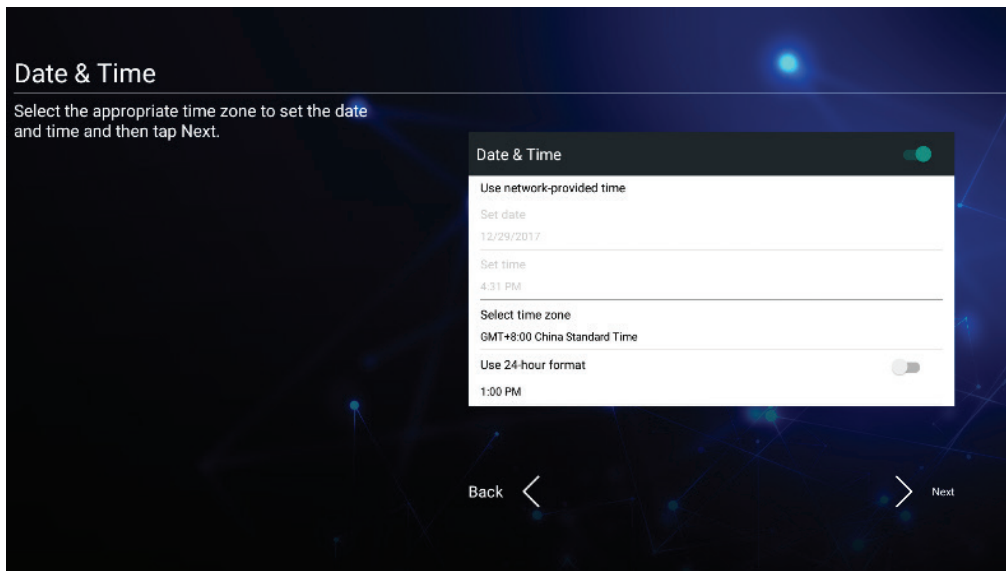 Date & Time
Select the appropriate time zone to set the date
and time and then tap Next.
Date & Time
Use network-provided time
Set date
12/29/2017
Set time
4:31 PM
Select time zone
GMT+8:00 China Standard Time
Use 24-hour format
1:00 PM
Back
Next